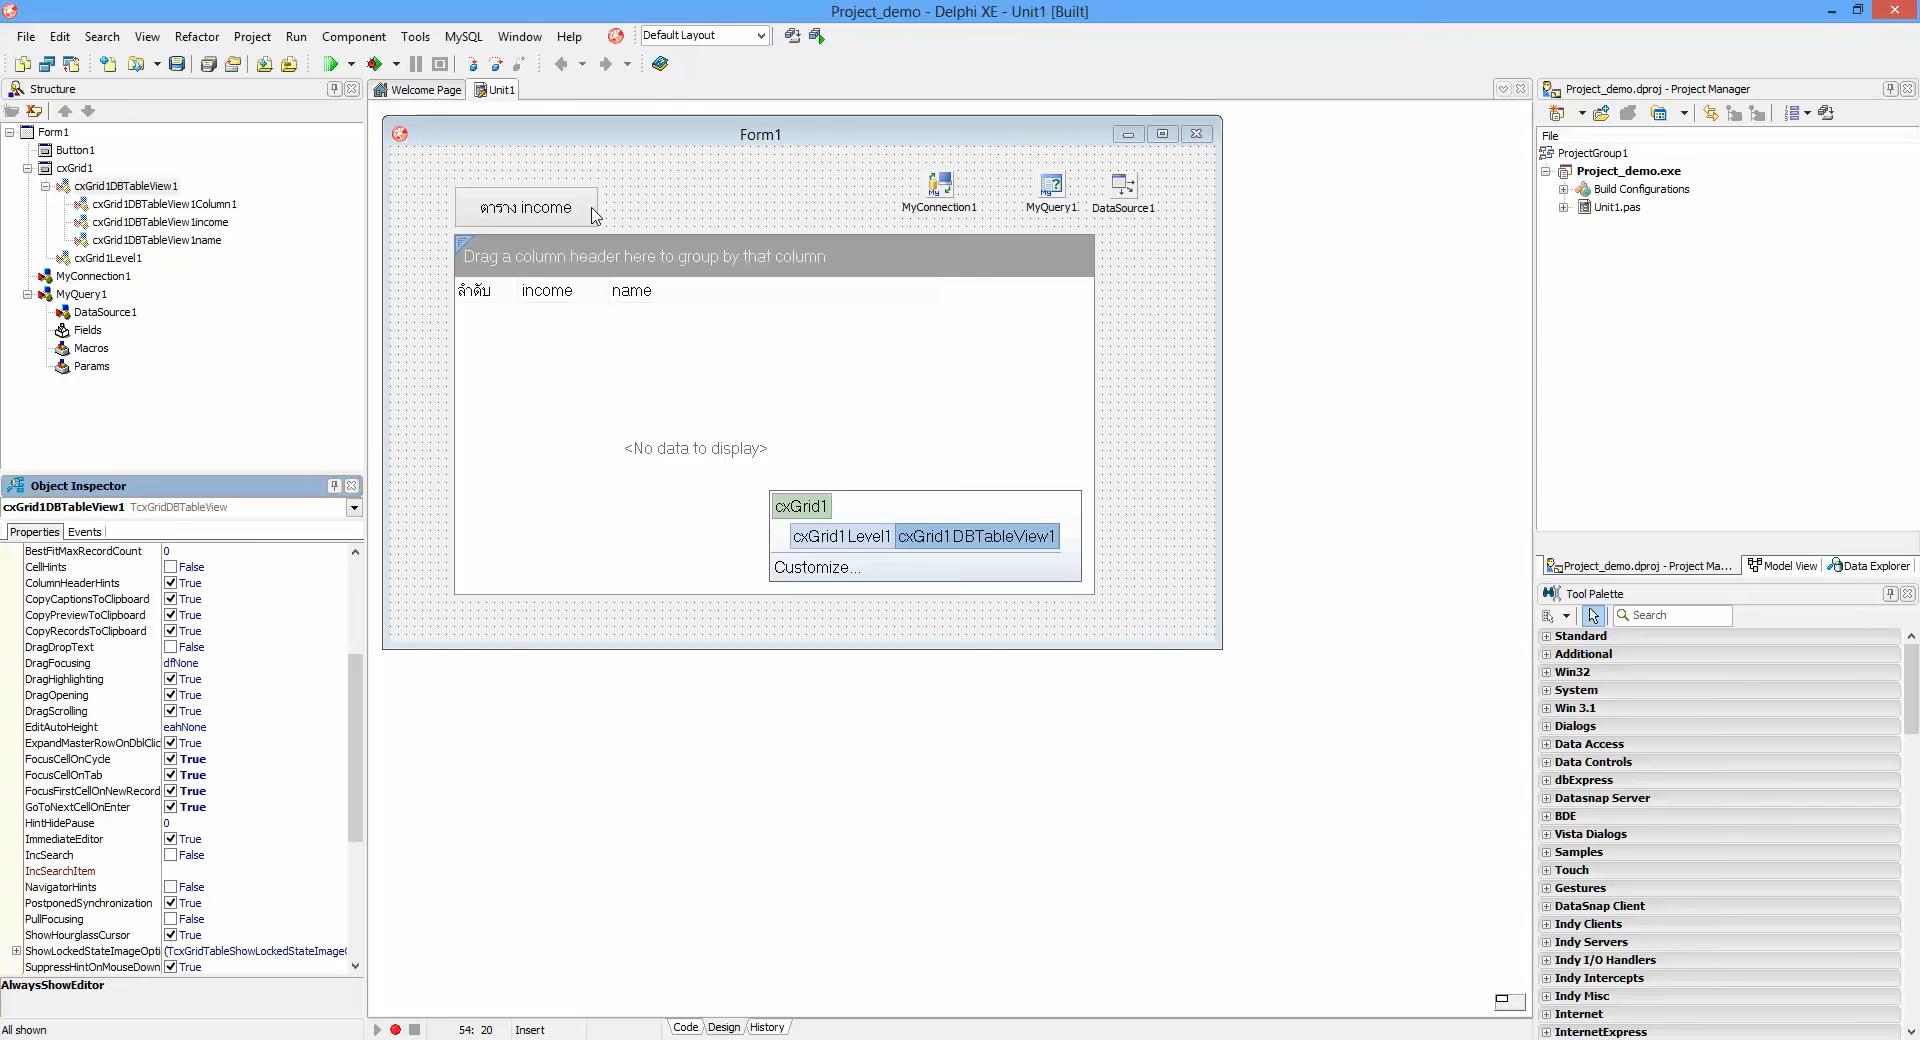 Project_demo - Delphi XE - Unit1 [Built]
File Edit Search View Refactor Project Run Component Tools MySQL Window Help Default Layout
Structure
Form1
Button1
cxGrid1
cxGrid1DBTableView1
cxGrid1DBTableView1Column1
cxGrid1DBTableView1income
cxGrid1DBTableView1name
cxGrid1Level1
MyConnection1
MyQuery1
DataSource1
Fields
Macros
Params
Object Inspector
cxGrid1DBTableView1 TcxGridDBTableView
Properties Events
BestFitMaxRecordCount 0
CellHints False
ColumnHeaderHints True
CopyCaptionsToClipboard True
CopyPreviewToClipboard True
CopyRecordsToClipboard True
DragDropText False
DragFocusing dfNone
DragHighlighting True
DragOpening True
DragScrolling True
EditAutoHeight eahNone
ExpandMasterRowOnDblClic True
FocusCellOnCycle True
FocusCellOnTab True
FocusFirstCellOnNewRecord True
GoToNextCellOnEnter True
HintHidePause 0
ImmediateEditor True
IncSearch False
IncSearchItem
NavigatorHints False
PostponedSynchronization True
PullFocusing False
ShowHourglassCursor True
ShowLockedStateImageOpti (TcxGridTableShowLockedStateImageO
SuppressHintOnMouseDown True
AlwaysShowEditor
All shown
Welcome Page Unit1
Form1
ตาราง income
MyConnection1 MyQuery1 DataSource1
Drag a column header here to group by that column
ลำดับ income name
<No data to display>
cxGrid1
cxGrid1Level1 cxGrid1DBTableView1
Customize...
54: 20 Insert
Code Design History
Project_demo.dproj - Project Manager
File
ProjectGroup1
Project_demo.exe
Build Configurations
Unit1.pas
Project_demo.dproj - Project Ma... Model View Data Explorer
Tool Palette
Search
Standard
Additional
Win32
System
Win 3.1
Dialogs
Data Access
Data Controls
dbExpress
Datasnap Server
BDE
Vista Dialogs
Samples
Touch
Gestures
DataSnap Client
Indy Clients
Indy Servers
Indy I/O Handlers
Indy Intercepts
Indy Misc
Internet
InternetExpress